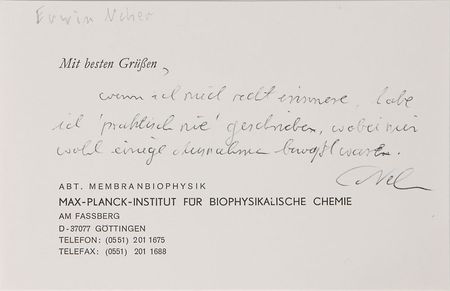 Erwin Neher
Mit besten Grüßen,
wenn ich mich recht erinnere, habe
ich 'praktisch nie' geschrieben, wobei mir
wohl einige Ausnahmen bewußt waren.
ABT. MEMBRANBIOPHYSIK
MAX-PLANCK-INSTITUT FÜR BIOPHYSIKALISCHE CHEMIE
AM FASSBERG
D-37077 GÖTTINGEN
TELEFON: (0551) 201 1675
TELEFAX: (0551) 201 1688